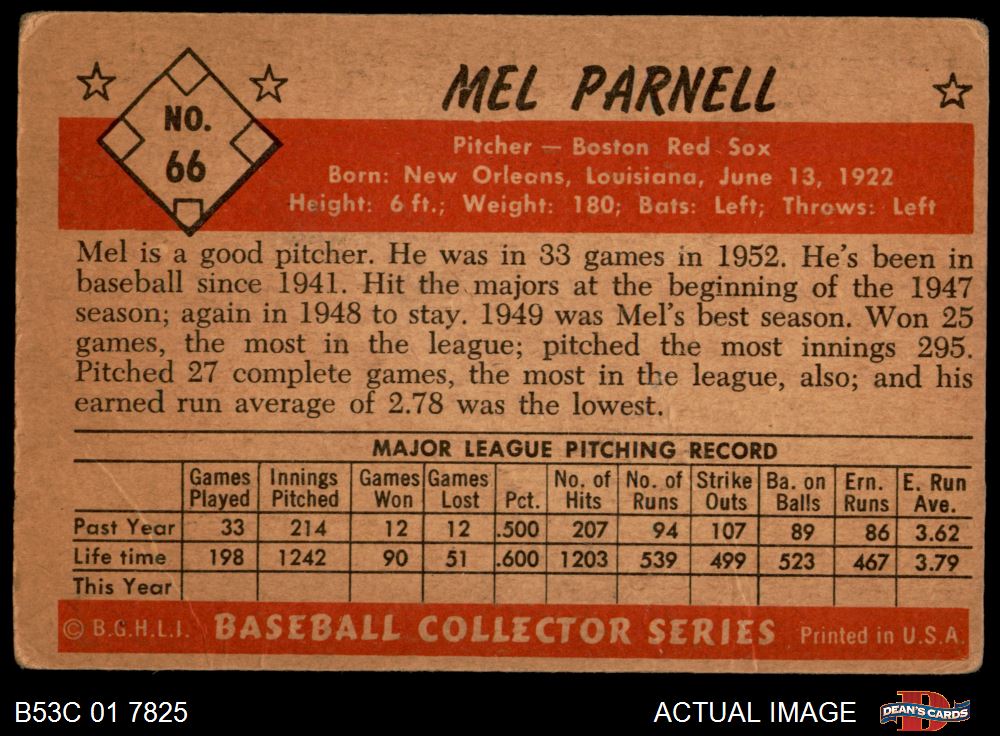 NO.
66
MEL PARNELL
Pitcher — Boston Red Sox
Born: New Orleans, Louisiana, June 13, 1922
Height: 6 ft.; Weight: 180; Bats: Left; Throws: Left
Mel is a good pitcher. He was in 33 games in 1952. He's been in
baseball since 1941. Hit the majors at the beginning of the 1947
season; again in 1948 to stay. 1949 was Mel's best season. Won 25
games, the most in the league; pitched the most innings 295.
Pitched 27 complete games, the most in the league, also; and his
earned run average of 2.78 was the lowest.
MAJOR LEAGUE PITCHING RECORD
Games Played Innings Pitched Games Won Games Lost Pct. No. of Hits No. of Runs Strike Outs Ba. on Balls Ern. Runs E. Run Ave.
Past Year 33 214 12 12 .500 207 94 107 89 86 3.62
Life time 198 1242 90 51 .600 1203 539 499 523 467 3.79
This Year
© B.G.H.L.I. BASEBALL COLLECTOR SERIES Printed in U.S.A.
B53C 01 7825 ACTUAL IMAGE DEAN'S CARDS